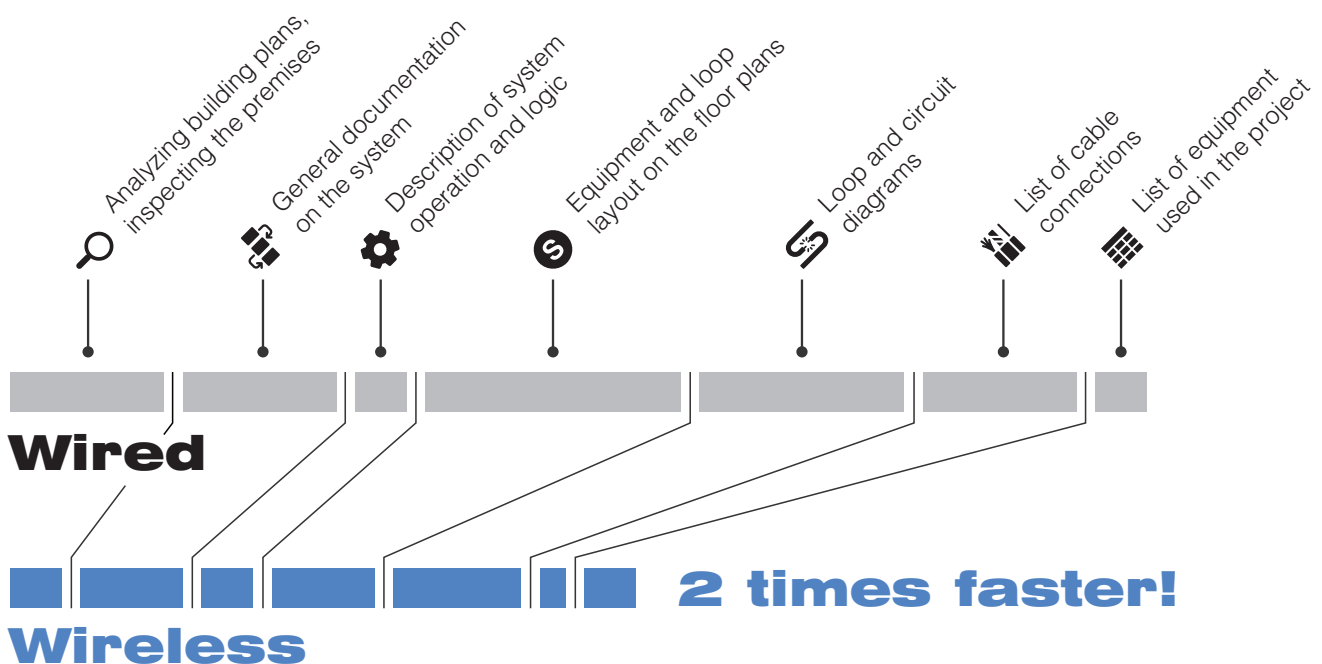 Analyzing building plans,
inspecting the premises
General documentation
on the system
Description of system
operation and logic
Equipment and loop
layout on the floor plans
Loop and circuit
diagrams
List of cable
connections
List of equipment
used in the project
S
Wired
2 times faster!
Wireless